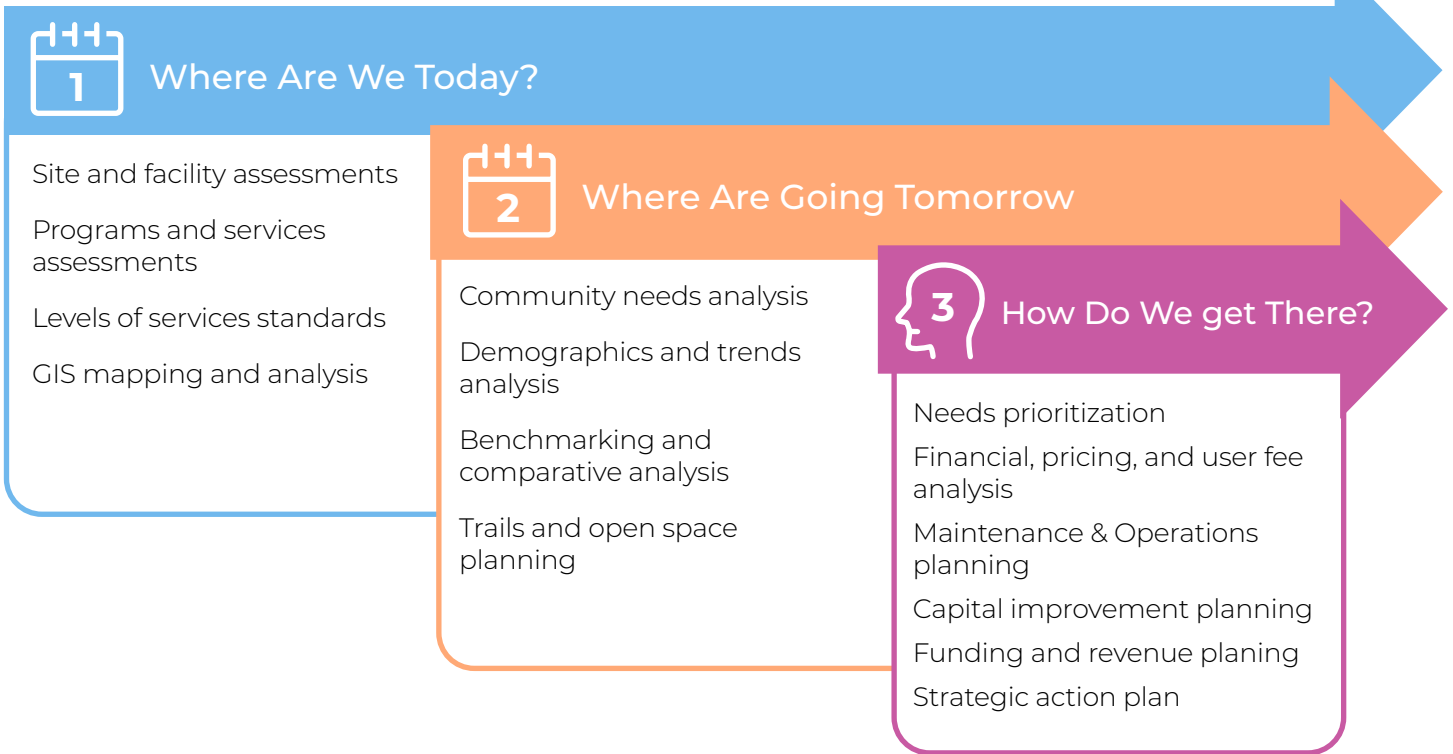 1
Where Are We Today?
Site and facility assessments
Programs and services
assessments
Levels of services standards
GIS mapping and analysis
2
Where Are Going Tomorrow
Community needs analysis
Demographics and trends
analysis
Benchmarking and
comparative analysis
Trails and open space
planning
3
How Do We get There?
Needs prioritization
Financial, pricing, and user fee
analysis
Maintenance & Operations
planning
Capital improvement planning
Funding and revenue planing
Strategic action plan